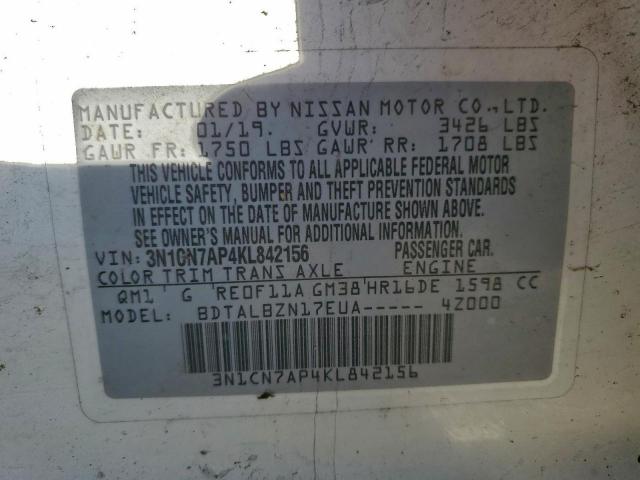 MANUFACTURED BY NISSAN MOTOR CO.,LTD.
DATE: 01/19. GVWR: 3426 LBS
GAWR FR: 1750 LBS GAWR RR: 1708 LBS
THIS VEHICLE CONFORMS TO ALL APPLICABLE FEDERAL MOTOR
VEHICLE SAFETY, BUMPER AND THEFT PREVENTION STANDARDS
IN EFFECT ON THE DATE OF MANUFACTURE SHOWN ABOVE.
SEE OWNER'S MANUAL FOR ADDITIONAL INFORMATION.
VIN: 3N1CN7AP4KL842156 PASSENGER CAR.
COLOR TRIM TRANS AXLE ENGINE
QM1 ' G 'RE0F11A GM38'HR16DE 1598 CC
MODEL: BDTALBZN17EUA----- 4Z000
3N1CN7AP4KL842156